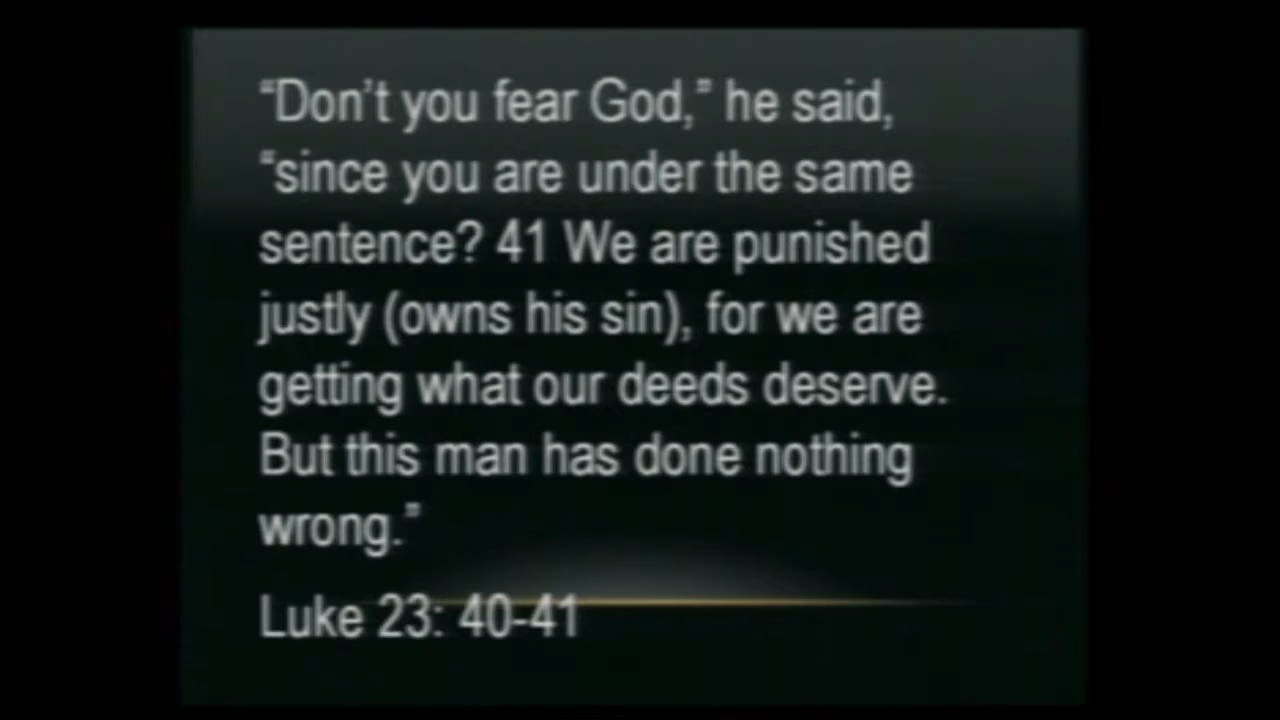 “Don’t you fear God,” he said,
“since you are under the same
sentence? 41 We are punished
justly (owns his sin), for we are
getting what our deeds deserve.
But this man has done nothing
wrong.”
Luke 23: 40-41